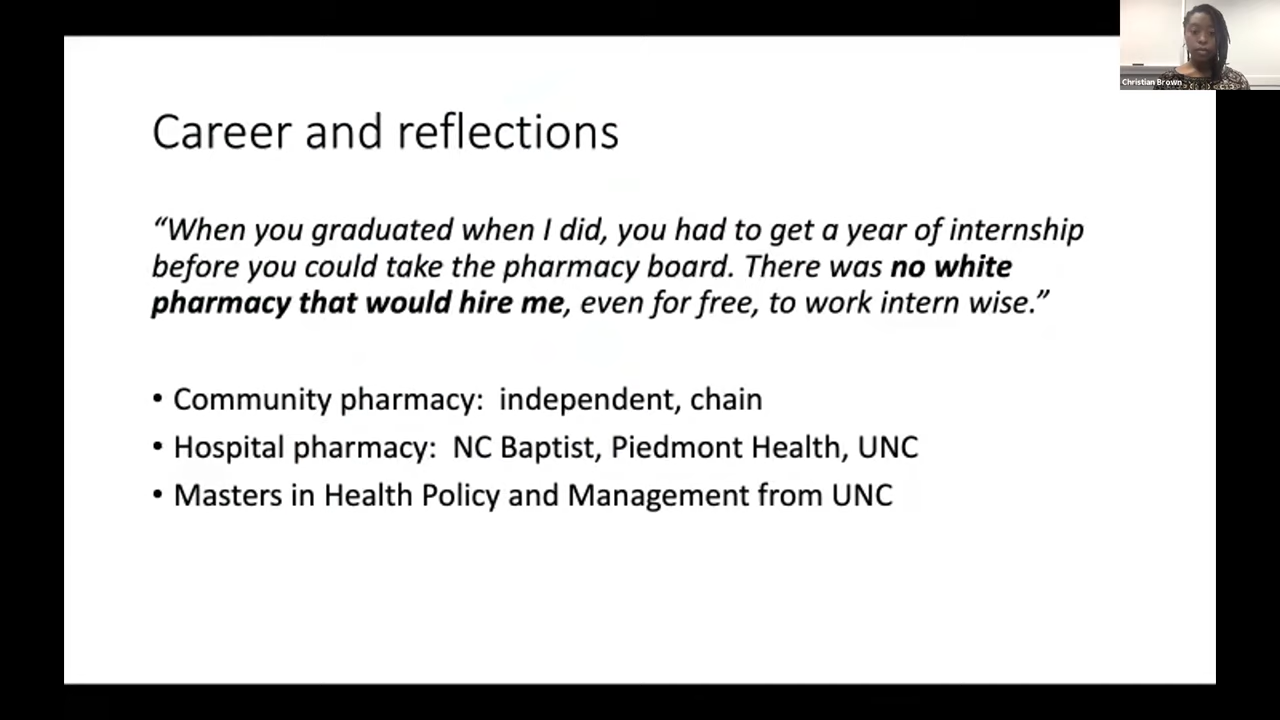 Christian Brown
Career and reflections
“When you graduated when I did, you had to get a year of internship
before you could take the pharmacy board. There was no white
pharmacy that would hire me, even for free, to work intern wise.”
• Community pharmacy:  independent, chain
• Hospital pharmacy:  NC Baptist, Piedmont Health, UNC
• Masters in Health Policy and Management from UNC